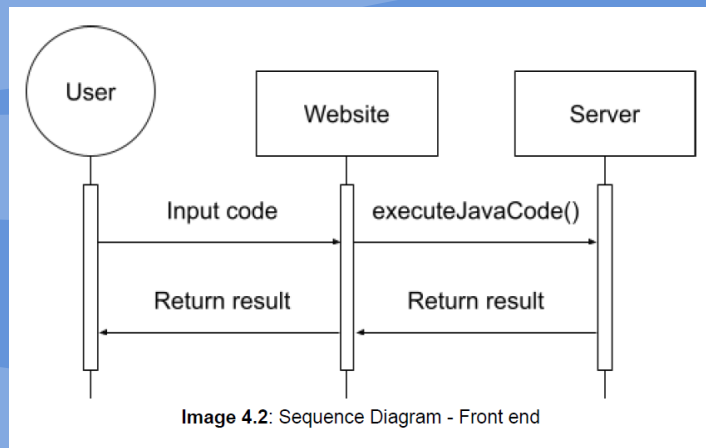 User
Website
Server
Input code
executeJavaCode()
Return result
Return result
Image 4.2: Sequence Diagram - Front end